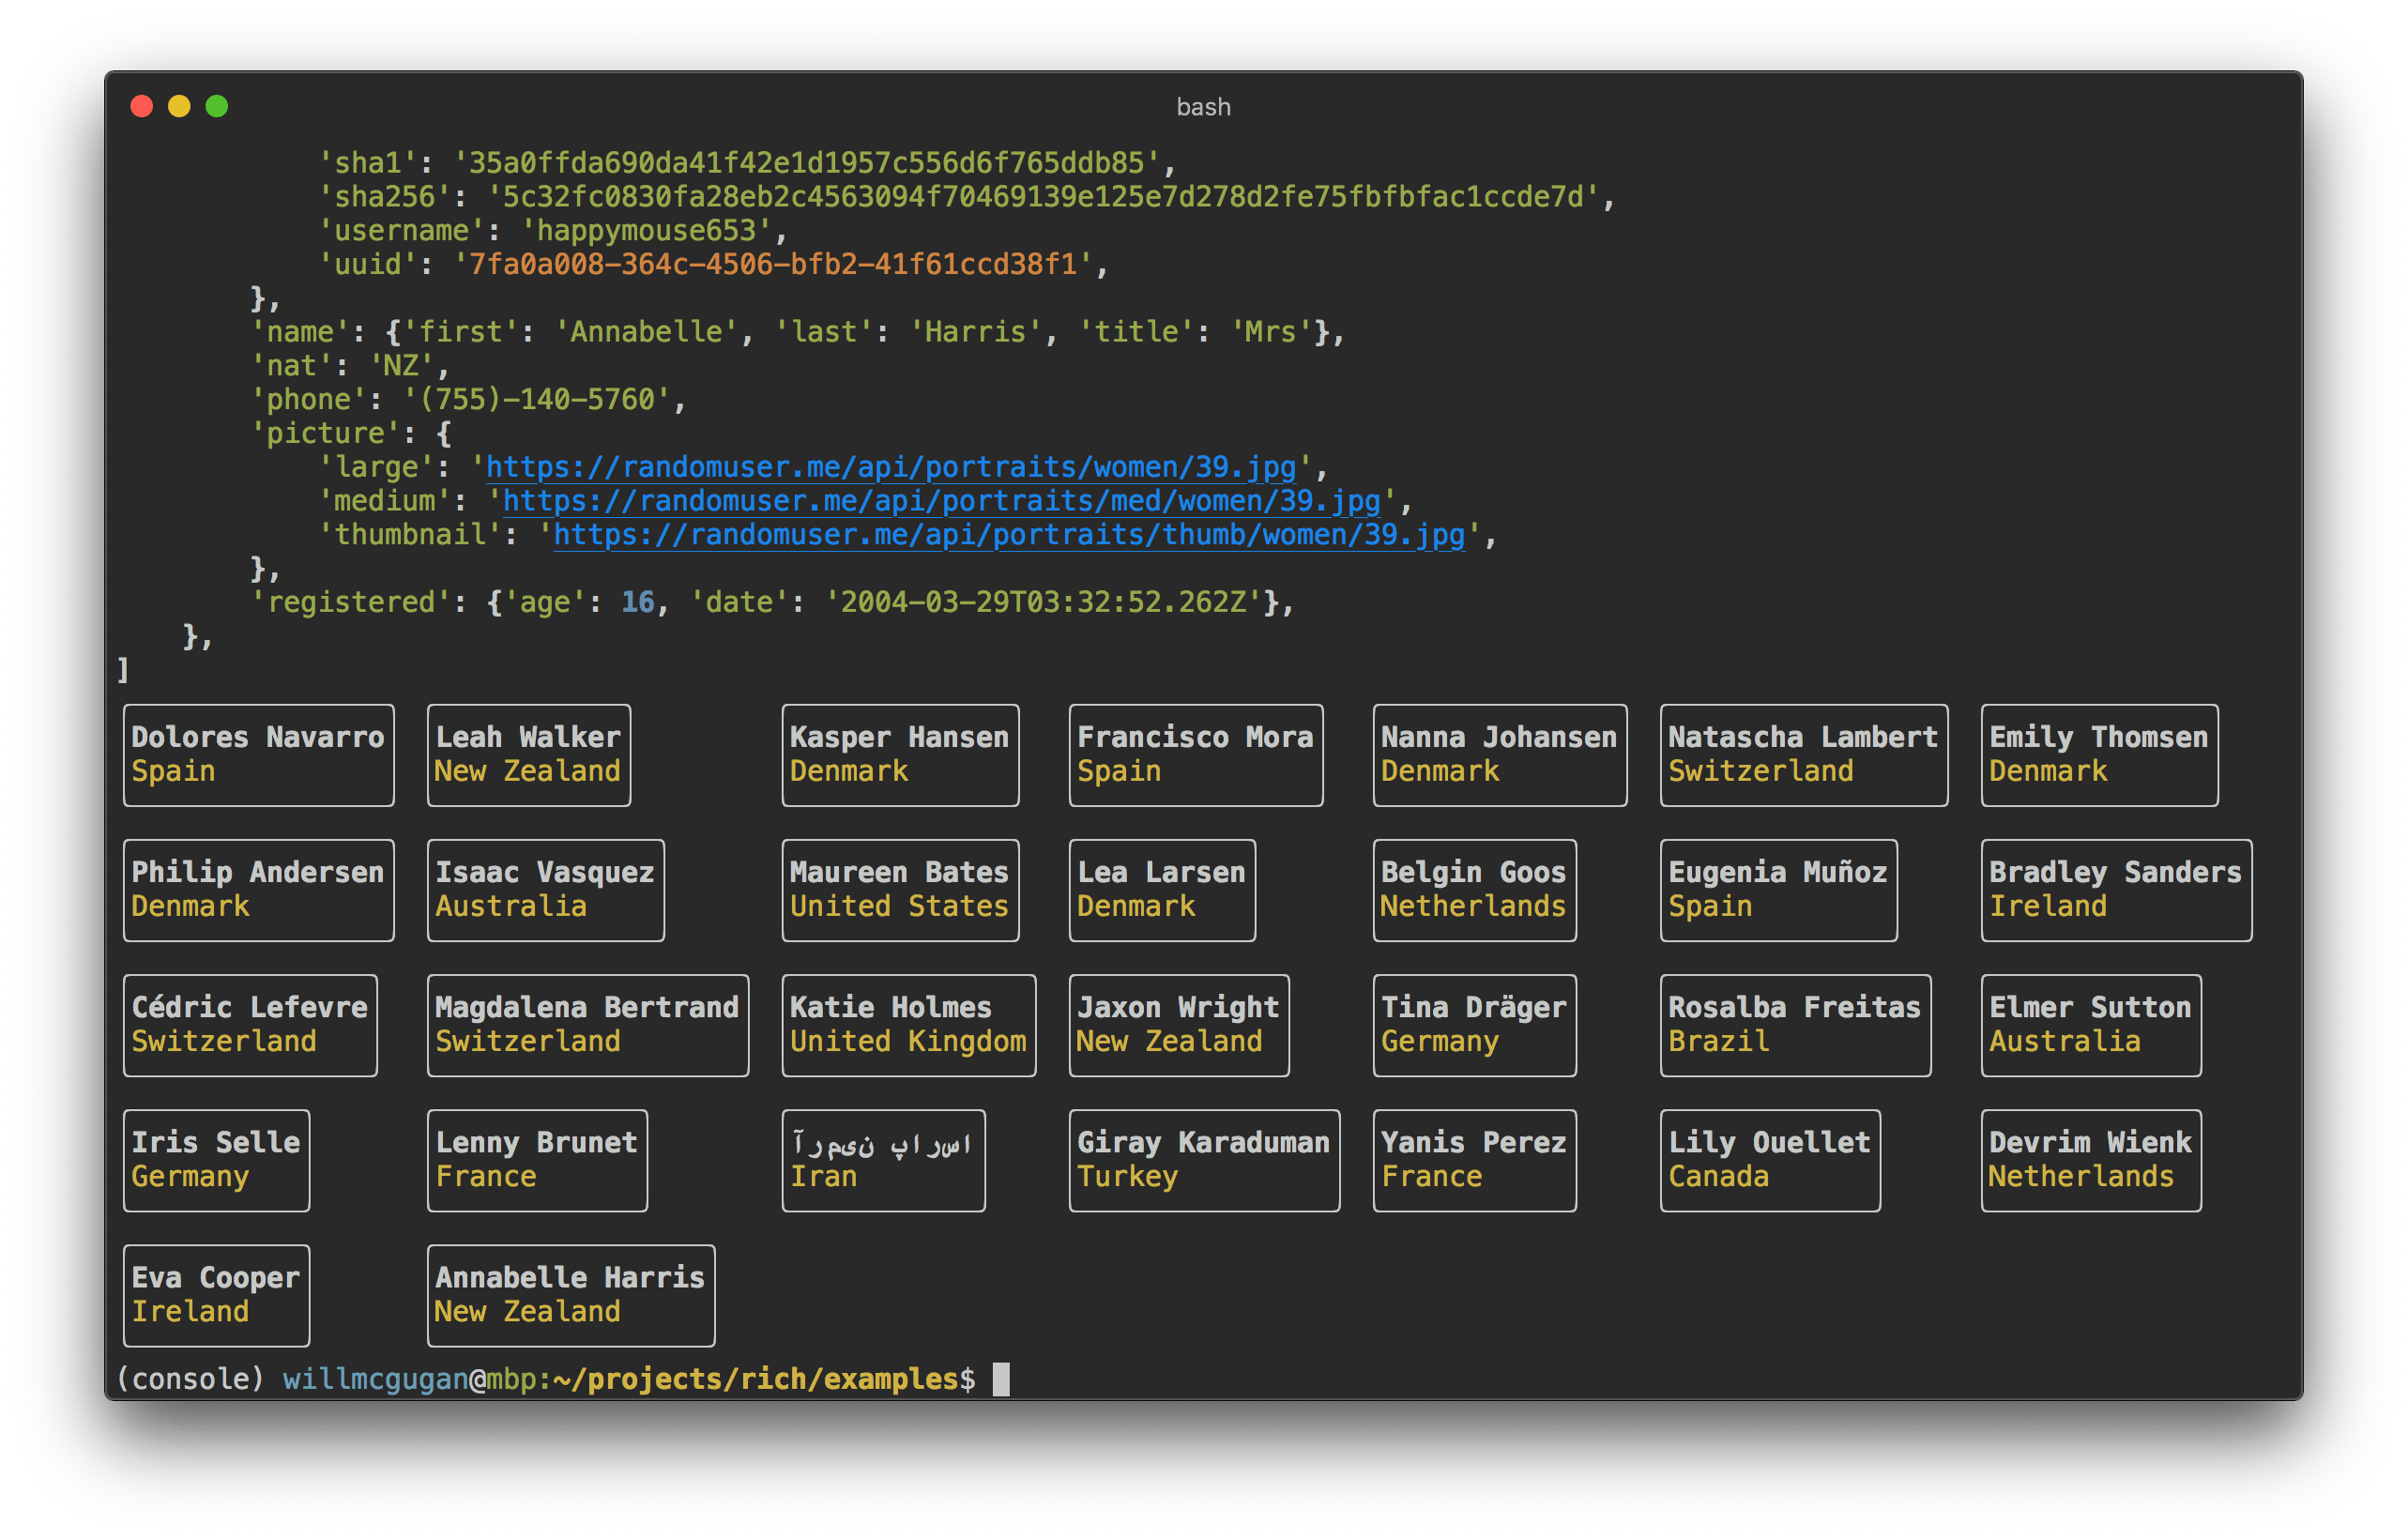 bash
'sha1': '35a0ffda690da41f42e1d1957c556d6f765ddb85',
'sha256': '5c32fc0830fa28eb2c4563094f70469139e125e7d278d2fe75fbfbfac1ccde7d',
'username': 'happymouse653',
'uuid': '7fa0a008-364c-4506-bfb2-41f61ccd38f1',
},
'name': {'first': 'Annabelle', 'last': 'Harris', 'title': 'Mrs'},
'nat': 'NZ',
'phone': '(755)-140-5760',
'picture': {
'large': 'https://randomuser.me/api/portraits/women/39.jpg',
'medium': 'https://randomuser.me/api/portraits/med/women/39.jpg',
'thumbnail': 'https://randomuser.me/api/portraits/thumb/women/39.jpg',
},
'registered': {'age': 16, 'date': '2004-03-29T03:32:52.262Z'},
},
]
Dolores Navarro Leah Walker Kasper Hansen Francisco Mora Nanna Johansen Natascha Lambert Emily Thomsen
Spain New Zealand Denmark Spain Denmark Switzerland Denmark
Philip Andersen Isaac Vasquez Maureen Bates Lea Larsen Belgin Goos Eugenia Muñoz Bradley Sanders
Denmark Australia United States Denmark Netherlands Spain Ireland
Cédric Lefevre Magdalena Bertrand Katie Holmes Jaxon Wright Tina Dräger Rosalba Freitas Elmer Sutton
Switzerland Switzerland United Kingdom New Zealand Germany Brazil Australia
Iris Selle Lenny Brunet آرمین پارسا Giray Karaduman Yanis Perez Lily Ouellet Devrim Wienk
Germany France Iran Turkey France Canada Netherlands
Eva Cooper Annabelle Harris
Ireland New Zealand
(console) willmcgugan@mbp:~/projects/rich/examples$